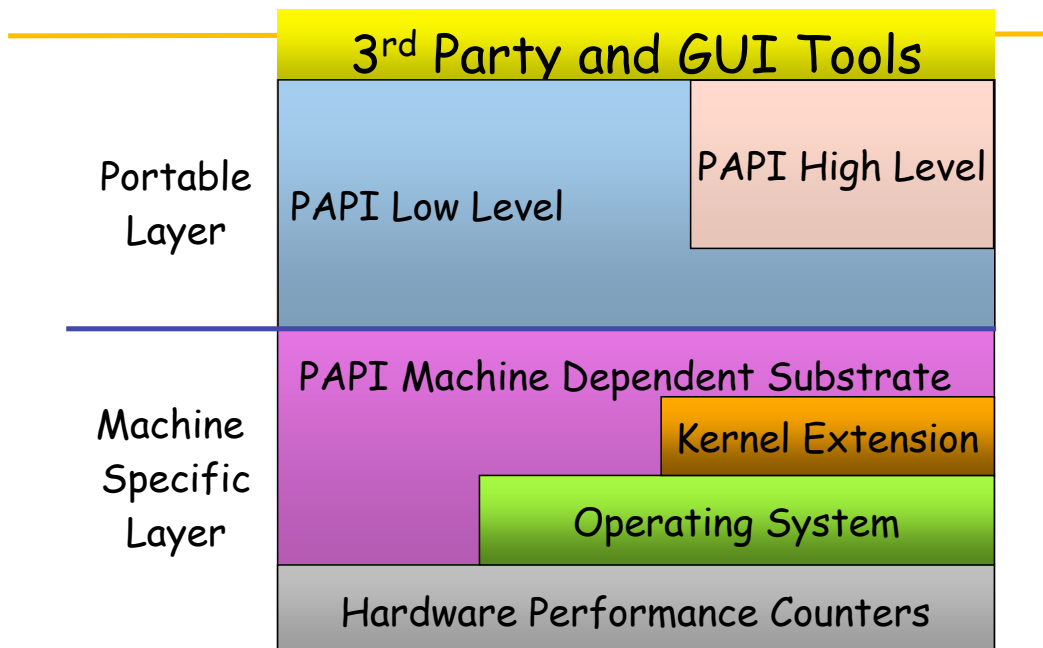 3rd Party and GUI Tools
Portable
Layer
PAPI Low Level
PAPI High Level
Machine
Specific
Layer
PAPI Machine Dependent Substrate
Kernel Extension
Operating System
Hardware Performance Counters